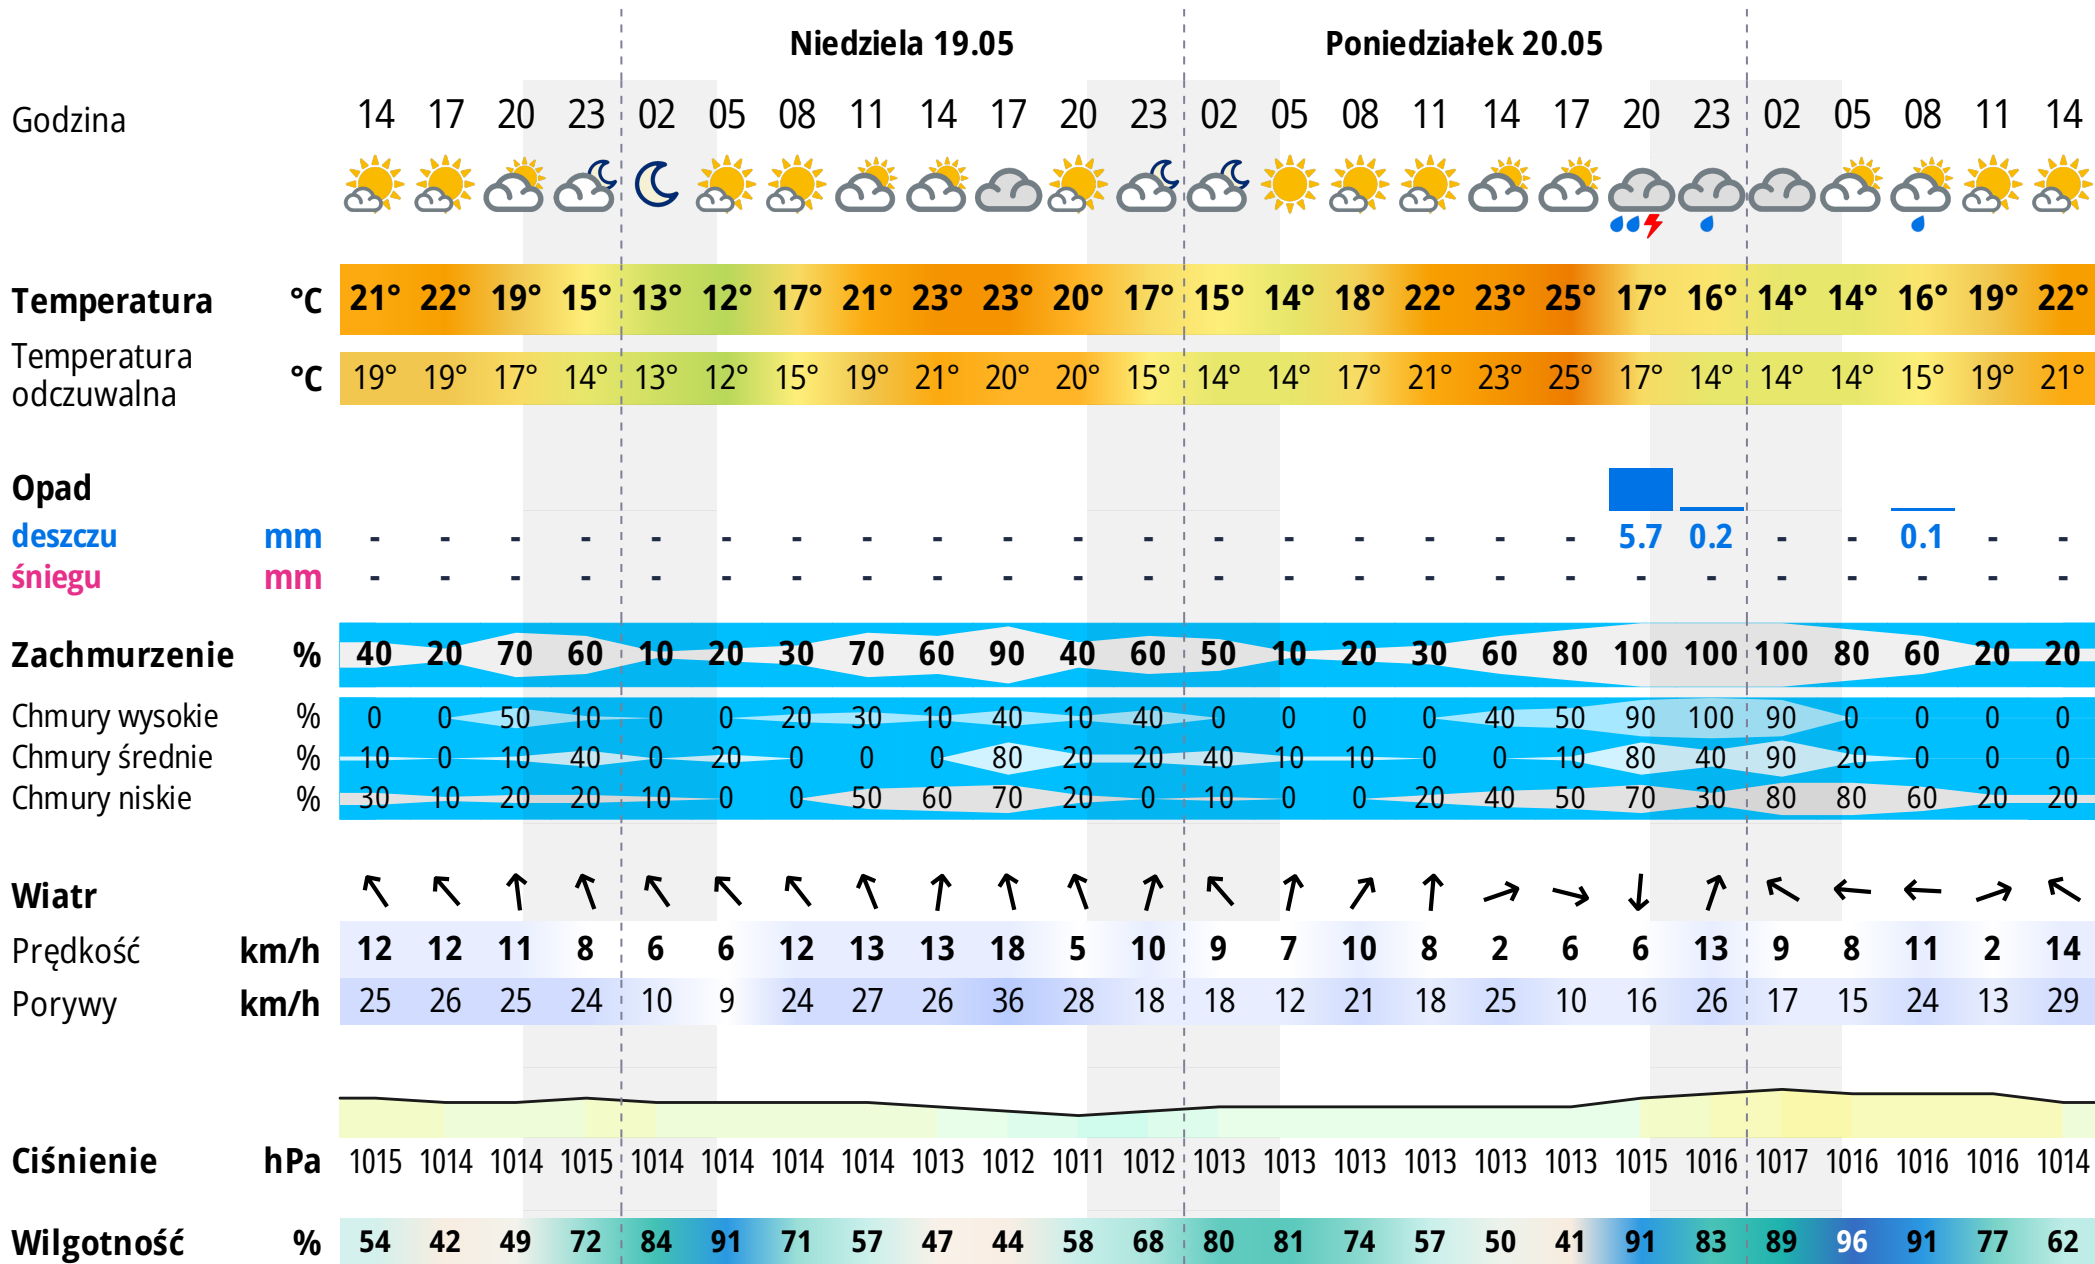 Niedziela 19.05 Poniedziałek 20.05
Godzina 14 17 20 23 02 05 08 11 14 17 20 23 02 05 08 11 14 17 20 23 02 05 08 11 14
Temperatura °C 21° 22° 19° 15° 13° 12° 17° 21° 23° 23° 20° 17° 15° 14° 18° 22° 23° 25° 17° 16° 14° 14° 16° 19° 22°
Temperatura
odczuwalna °C 19° 19° 17° 14° 13° 12° 15° 19° 21° 20° 20° 15° 14° 14° 17° 21° 23° 25° 17° 14° 14° 14° 15° 19° 21°
Opad
deszczu mm - - - - - - - - - - - - - - - - - - 5.7 0.2 - - 0.1 - -
śniegu mm - - - - - - - - - - - - - - - - - - - - - - - - -
Zachmurzenie % 40 20 70 60 10 20 30 70 60 90 40 60 50 10 20 30 60 80 100 100 100 80 60 20 20
Chmury wysokie % 0 0 50 10 0 0 20 30 10 40 10 40 0 0 0 0 40 50 90 100 90 0 0 0 0
Chmury średnie % 10 0 10 40 0 20 0 0 0 80 20 20 40 10 10 0 0 10 80 40 90 20 0 0 0
Chmury niskie % 30 10 20 20 10 0 0 50 60 70 20 0 10 0 0 20 40 50 70 30 80 80 60 20 20
Wiatr
Prędkość km/h 12 12 11 8 6 6 12 13 13 18 5 10 9 7 10 8 2 6 6 13 9 8 11 2 14
Porywy km/h 25 26 25 24 10 9 24 27 26 36 28 18 18 12 21 18 25 10 16 26 17 15 24 13 29
Ciśnienie hPa 1015 1014 1014 1015 1014 1014 1014 1014 1013 1012 1011 1012 1013 1013 1013 1013 1013 1013 1015 1016 1017 1016 1016 1016 1014
Wilgotność % 54 42 49 72 84 91 71 57 47 44 58 68 80 81 74 57 50 41 91 83 89 96 91 77 62